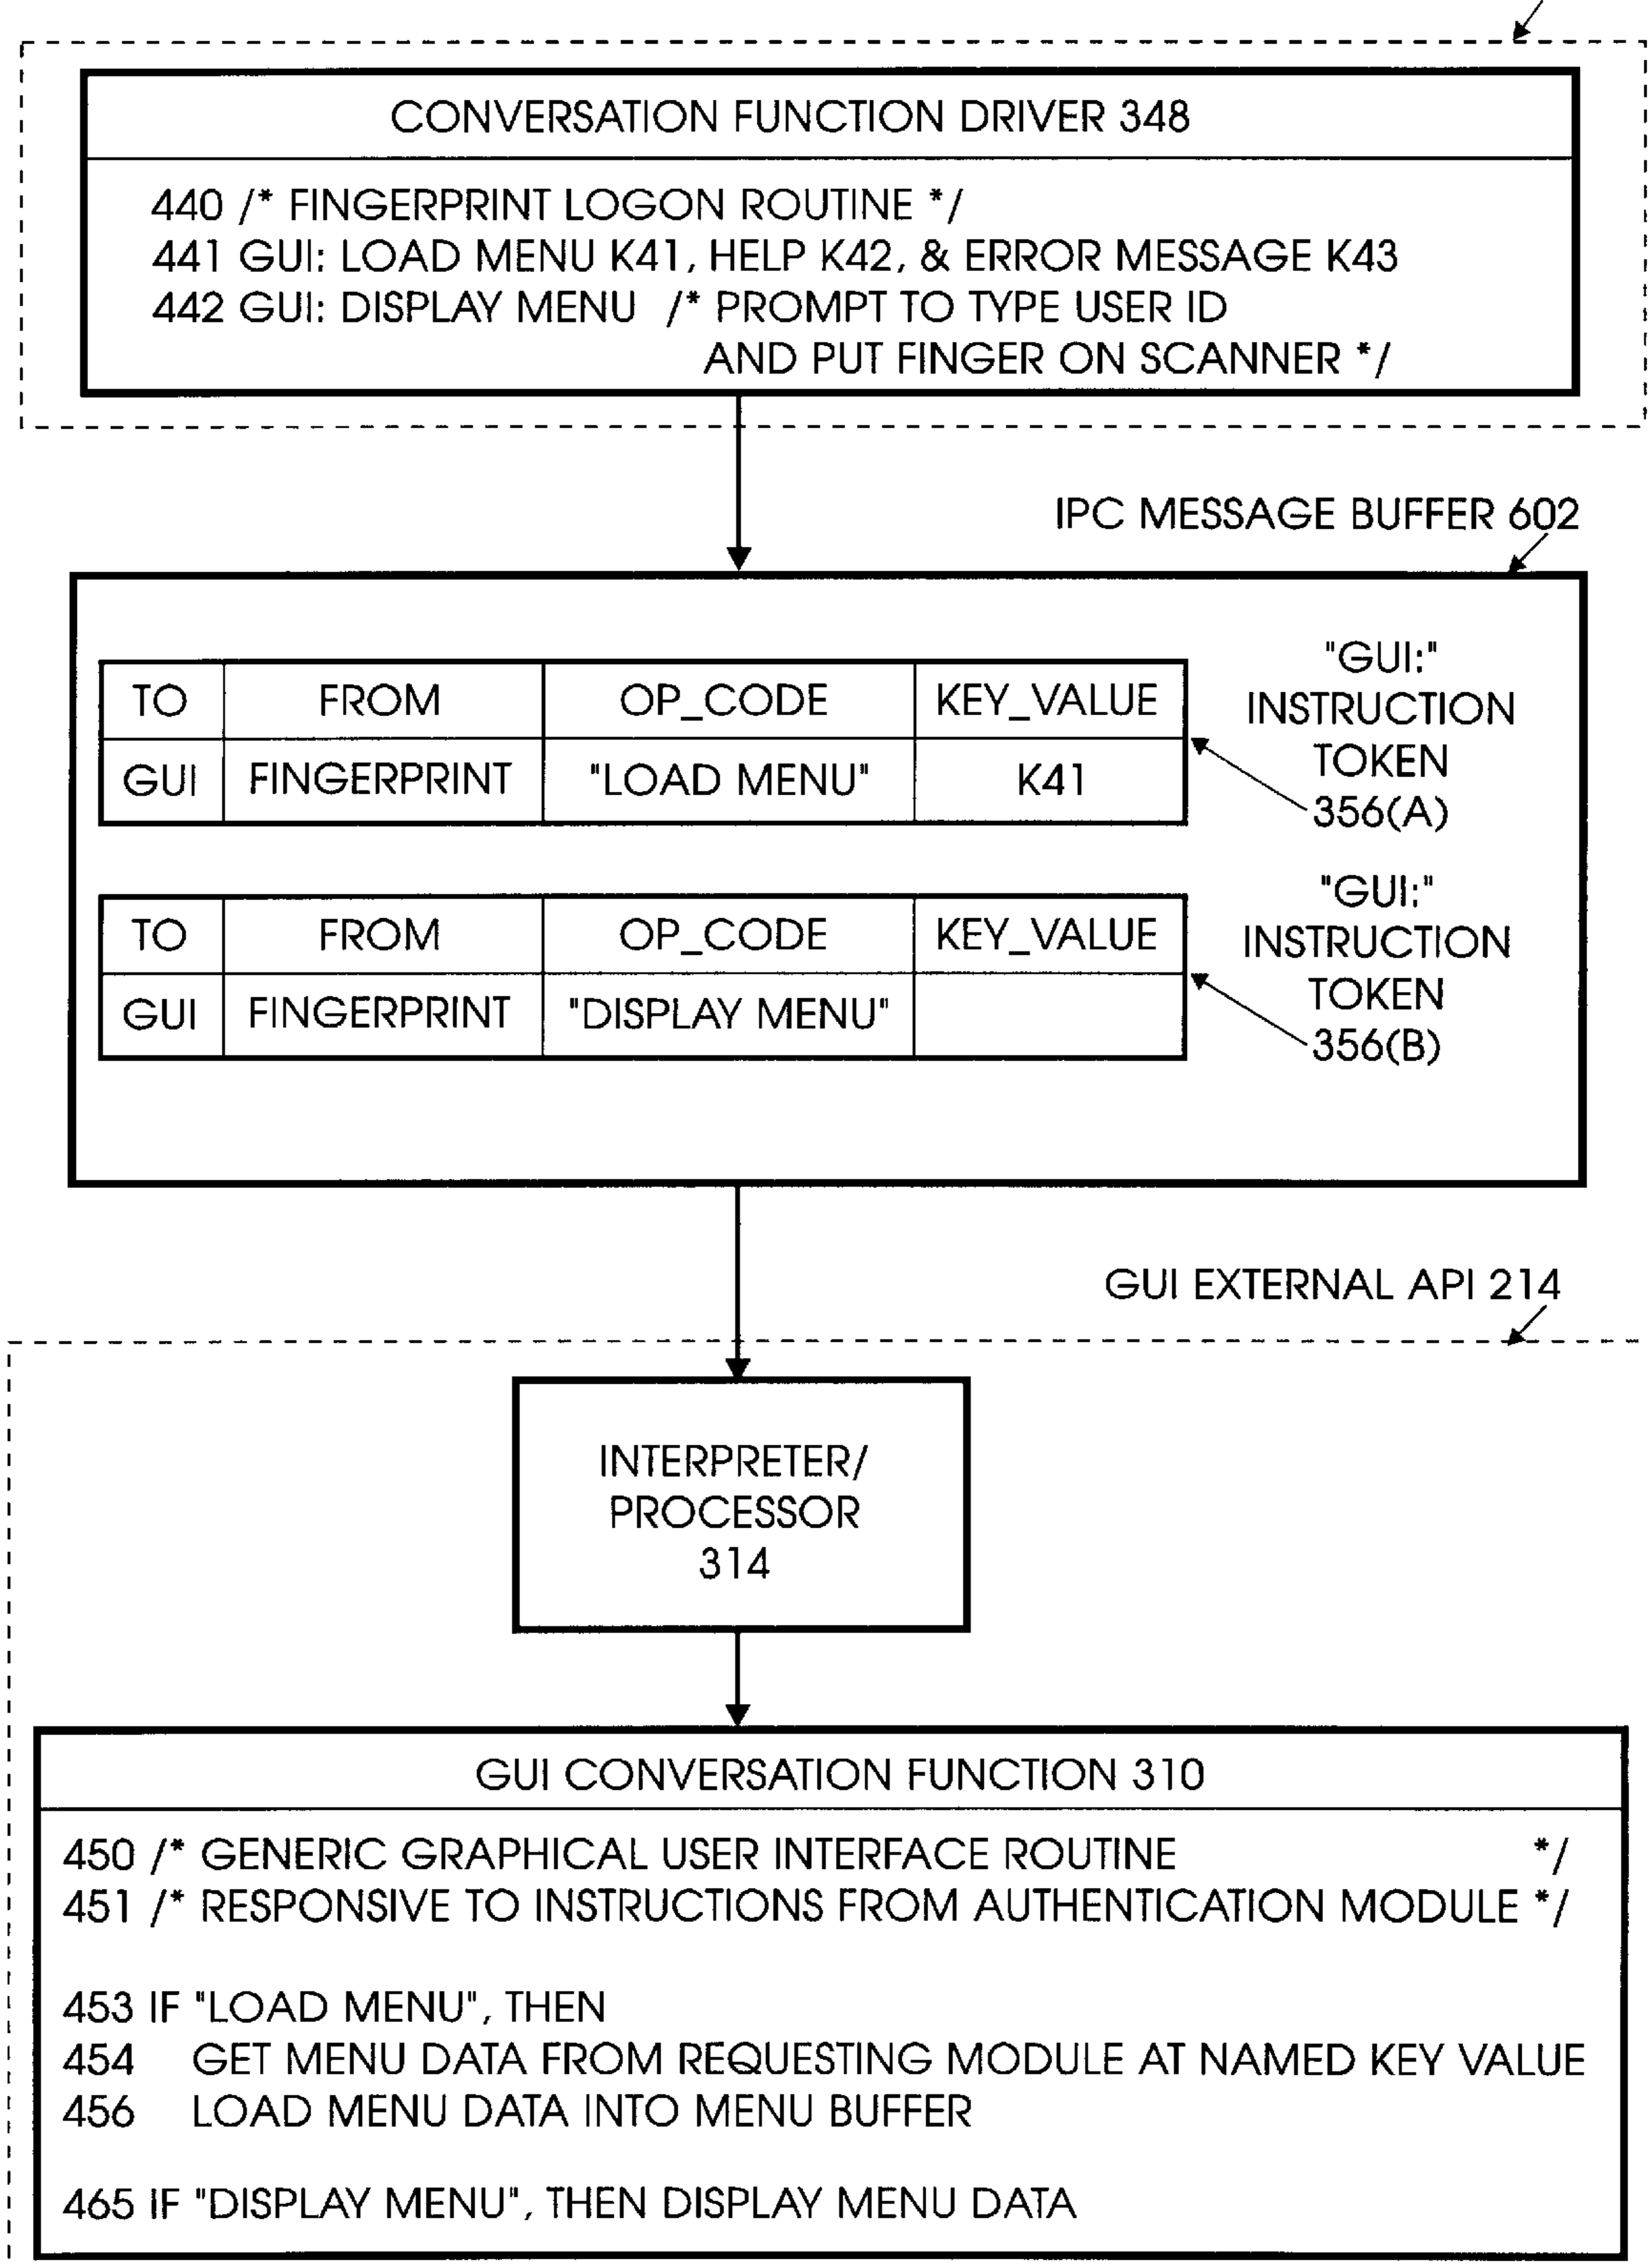 CONVERSATION FUNCTION DRIVER 348
440 /* FINGERPRINT LOGON ROUTINE */
441 GUI: LOAD MENU K41, HELP K42, & ERROR MESSAGE K43
442 GUI: DISPLAY MENU /* PROMPT TO TYPE USER ID
AND PUT FINGER ON SCANNER */
IPC MESSAGE BUFFER 602
TO FROM OP_CODE KEY_VALUE
GUI FINGERPRINT "LOAD MENU" K41
"GUI:"
INSTRUCTION
TOKEN
356(A)
TO FROM OP_CODE KEY_VALUE
GUI FINGERPRINT "DISPLAY MENU"
"GUI:"
INSTRUCTION
TOKEN
356(B)
GUI EXTERNAL API 214
INTERPRETER/
PROCESSOR
314
GUI CONVERSATION FUNCTION 310
450 /* GENERIC GRAPHICAL USER INTERFACE ROUTINE */
451 /* RESPONSIVE TO INSTRUCTIONS FROM AUTHENTICATION MODULE */
453 IF "LOAD MENU", THEN
454 GET MENU DATA FROM REQUESTING MODULE AT NAMED KEY VALUE
456 LOAD MENU DATA INTO MENU BUFFER
465 IF "DISPLAY MENU", THEN DISPLAY MENU DATA